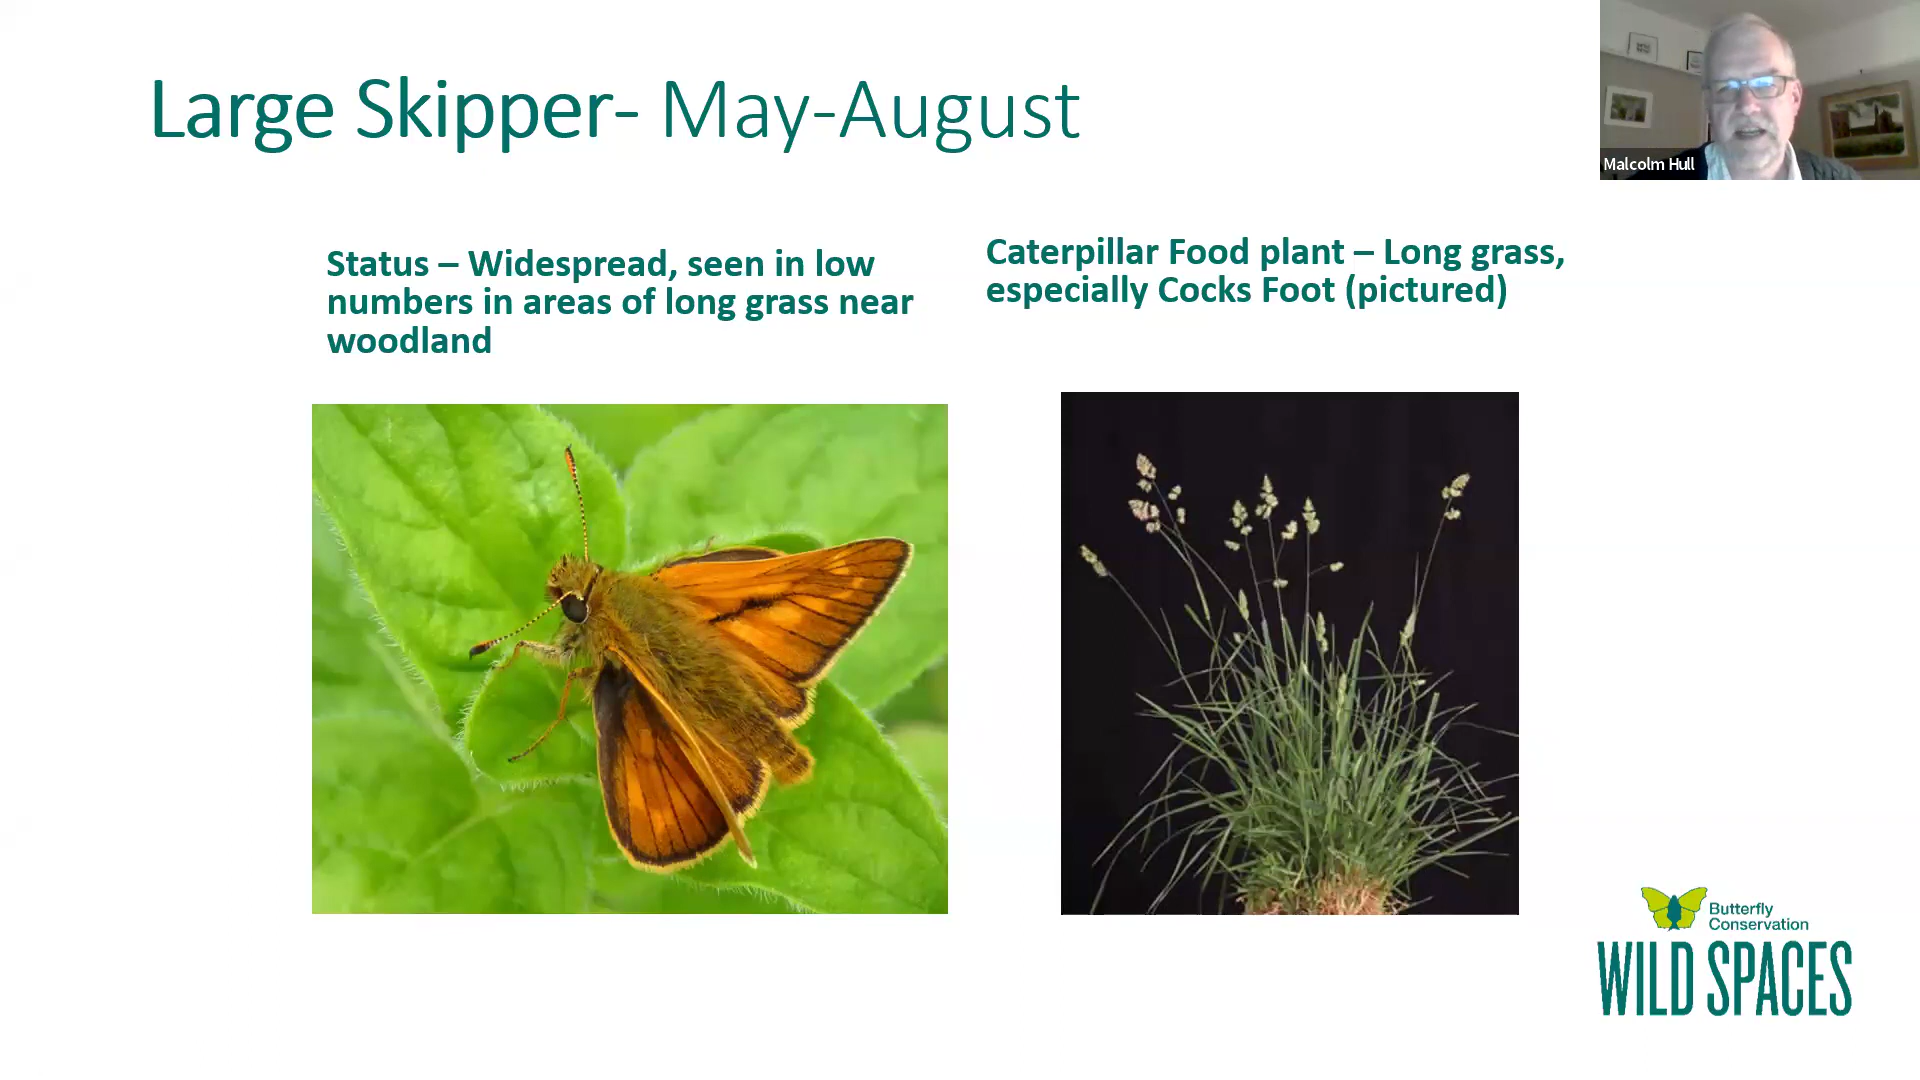 Large Skipper- May-August
Malcolm Hull
Status – Widespread, seen in low
numbers in areas of long grass near
woodland
Caterpillar Food plant – Long grass,
especially Cocks Foot (pictured)
Butterfly
Conservation
WILD SPACES